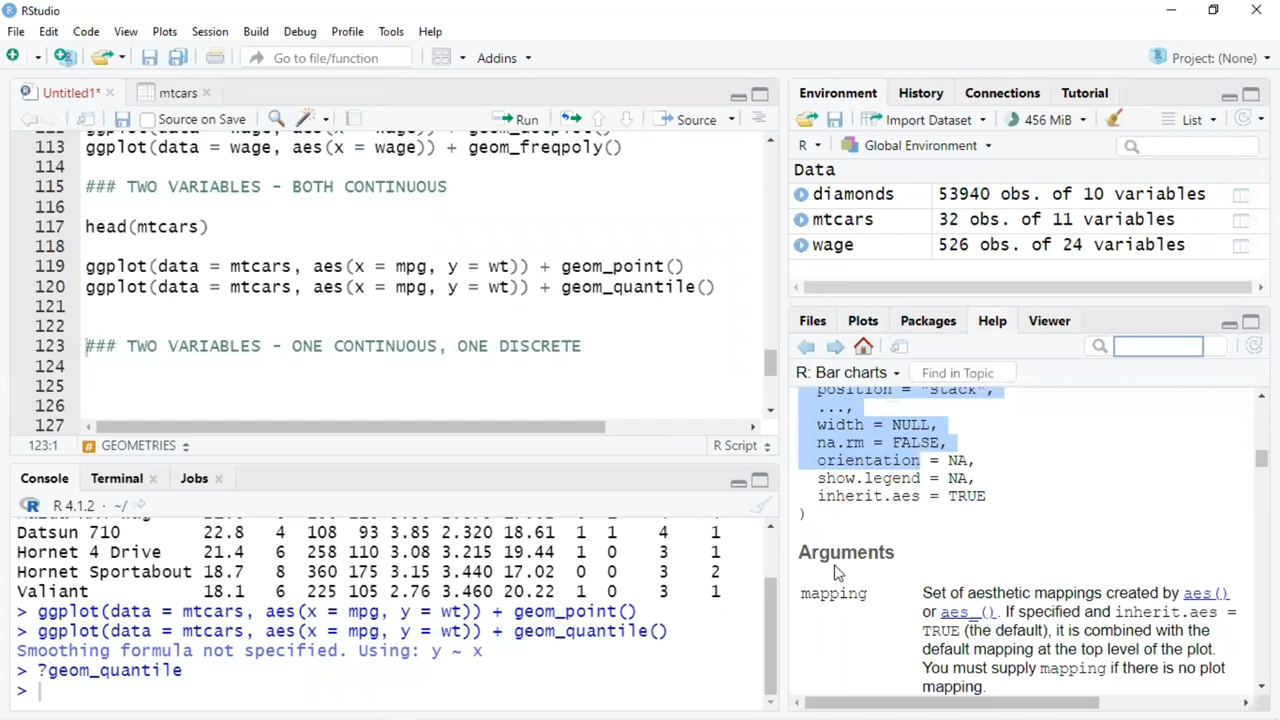 RStudio
File Edit Code View Plots Session Build Debug Profile Tools Help
Go to file/function Addins Project: (None)
Untitled1* mtcars
Source on Save Run Source
113 ggplot(data = wage, aes(x = wage)) + geom_freqpoly()
114
115 ### TWO VARIABLES - BOTH CONTINUOUS
116
117 head(mtcars)
118
119 ggplot(data = mtcars, aes(x = mpg, y = wt)) + geom_point()
120 ggplot(data = mtcars, aes(x = mpg, y = wt)) + geom_quantile()
121
122
123 ### TWO VARIABLES - ONE CONTINUOUS, ONE DISCRETE
124
125
126
127
123:1 # GEOMETRIES R Script
Console Terminal Jobs
R R 4.1.2 · ~/
Datsun 710 22.8 4 108 93 3.85 2.320 18.61 1 1 4 1
Hornet 4 Drive 21.4 6 258 110 3.08 3.215 19.44 1 0 3 1
Hornet Sportabout 18.7 8 360 175 3.15 3.440 17.02 0 0 3 2
Valiant 18.1 6 225 105 2.76 3.460 20.22 1 0 3 1
> ggplot(data = mtcars, aes(x = mpg, y = wt)) + geom_point()
> ggplot(data = mtcars, aes(x = mpg, y = wt)) + geom_quantile()
Smoothing formula not specified. Using: y ~ x
> ?geom_quantile
>
Environment History Connections Tutorial
Import Dataset 456 MiB List
R Global Environment
Data
diamonds 53940 obs. of 10 variables
mtcars 32 obs. of 11 variables
wage 526 obs. of 24 variables
Files Plots Packages Help Viewer
R: Bar charts Find in Topic
position = "stack",
...,
width = NULL,
na.rm = FALSE,
orientation = NA,
show.legend = NA,
inherit.aes = TRUE
)
Arguments
mapping Set of aesthetic mappings created by aes()
or aes_(). If specified and inherit.aes =
TRUE (the default), it is combined with the
default mapping at the top level of the plot.
You must supply mapping if there is no plot
mapping.